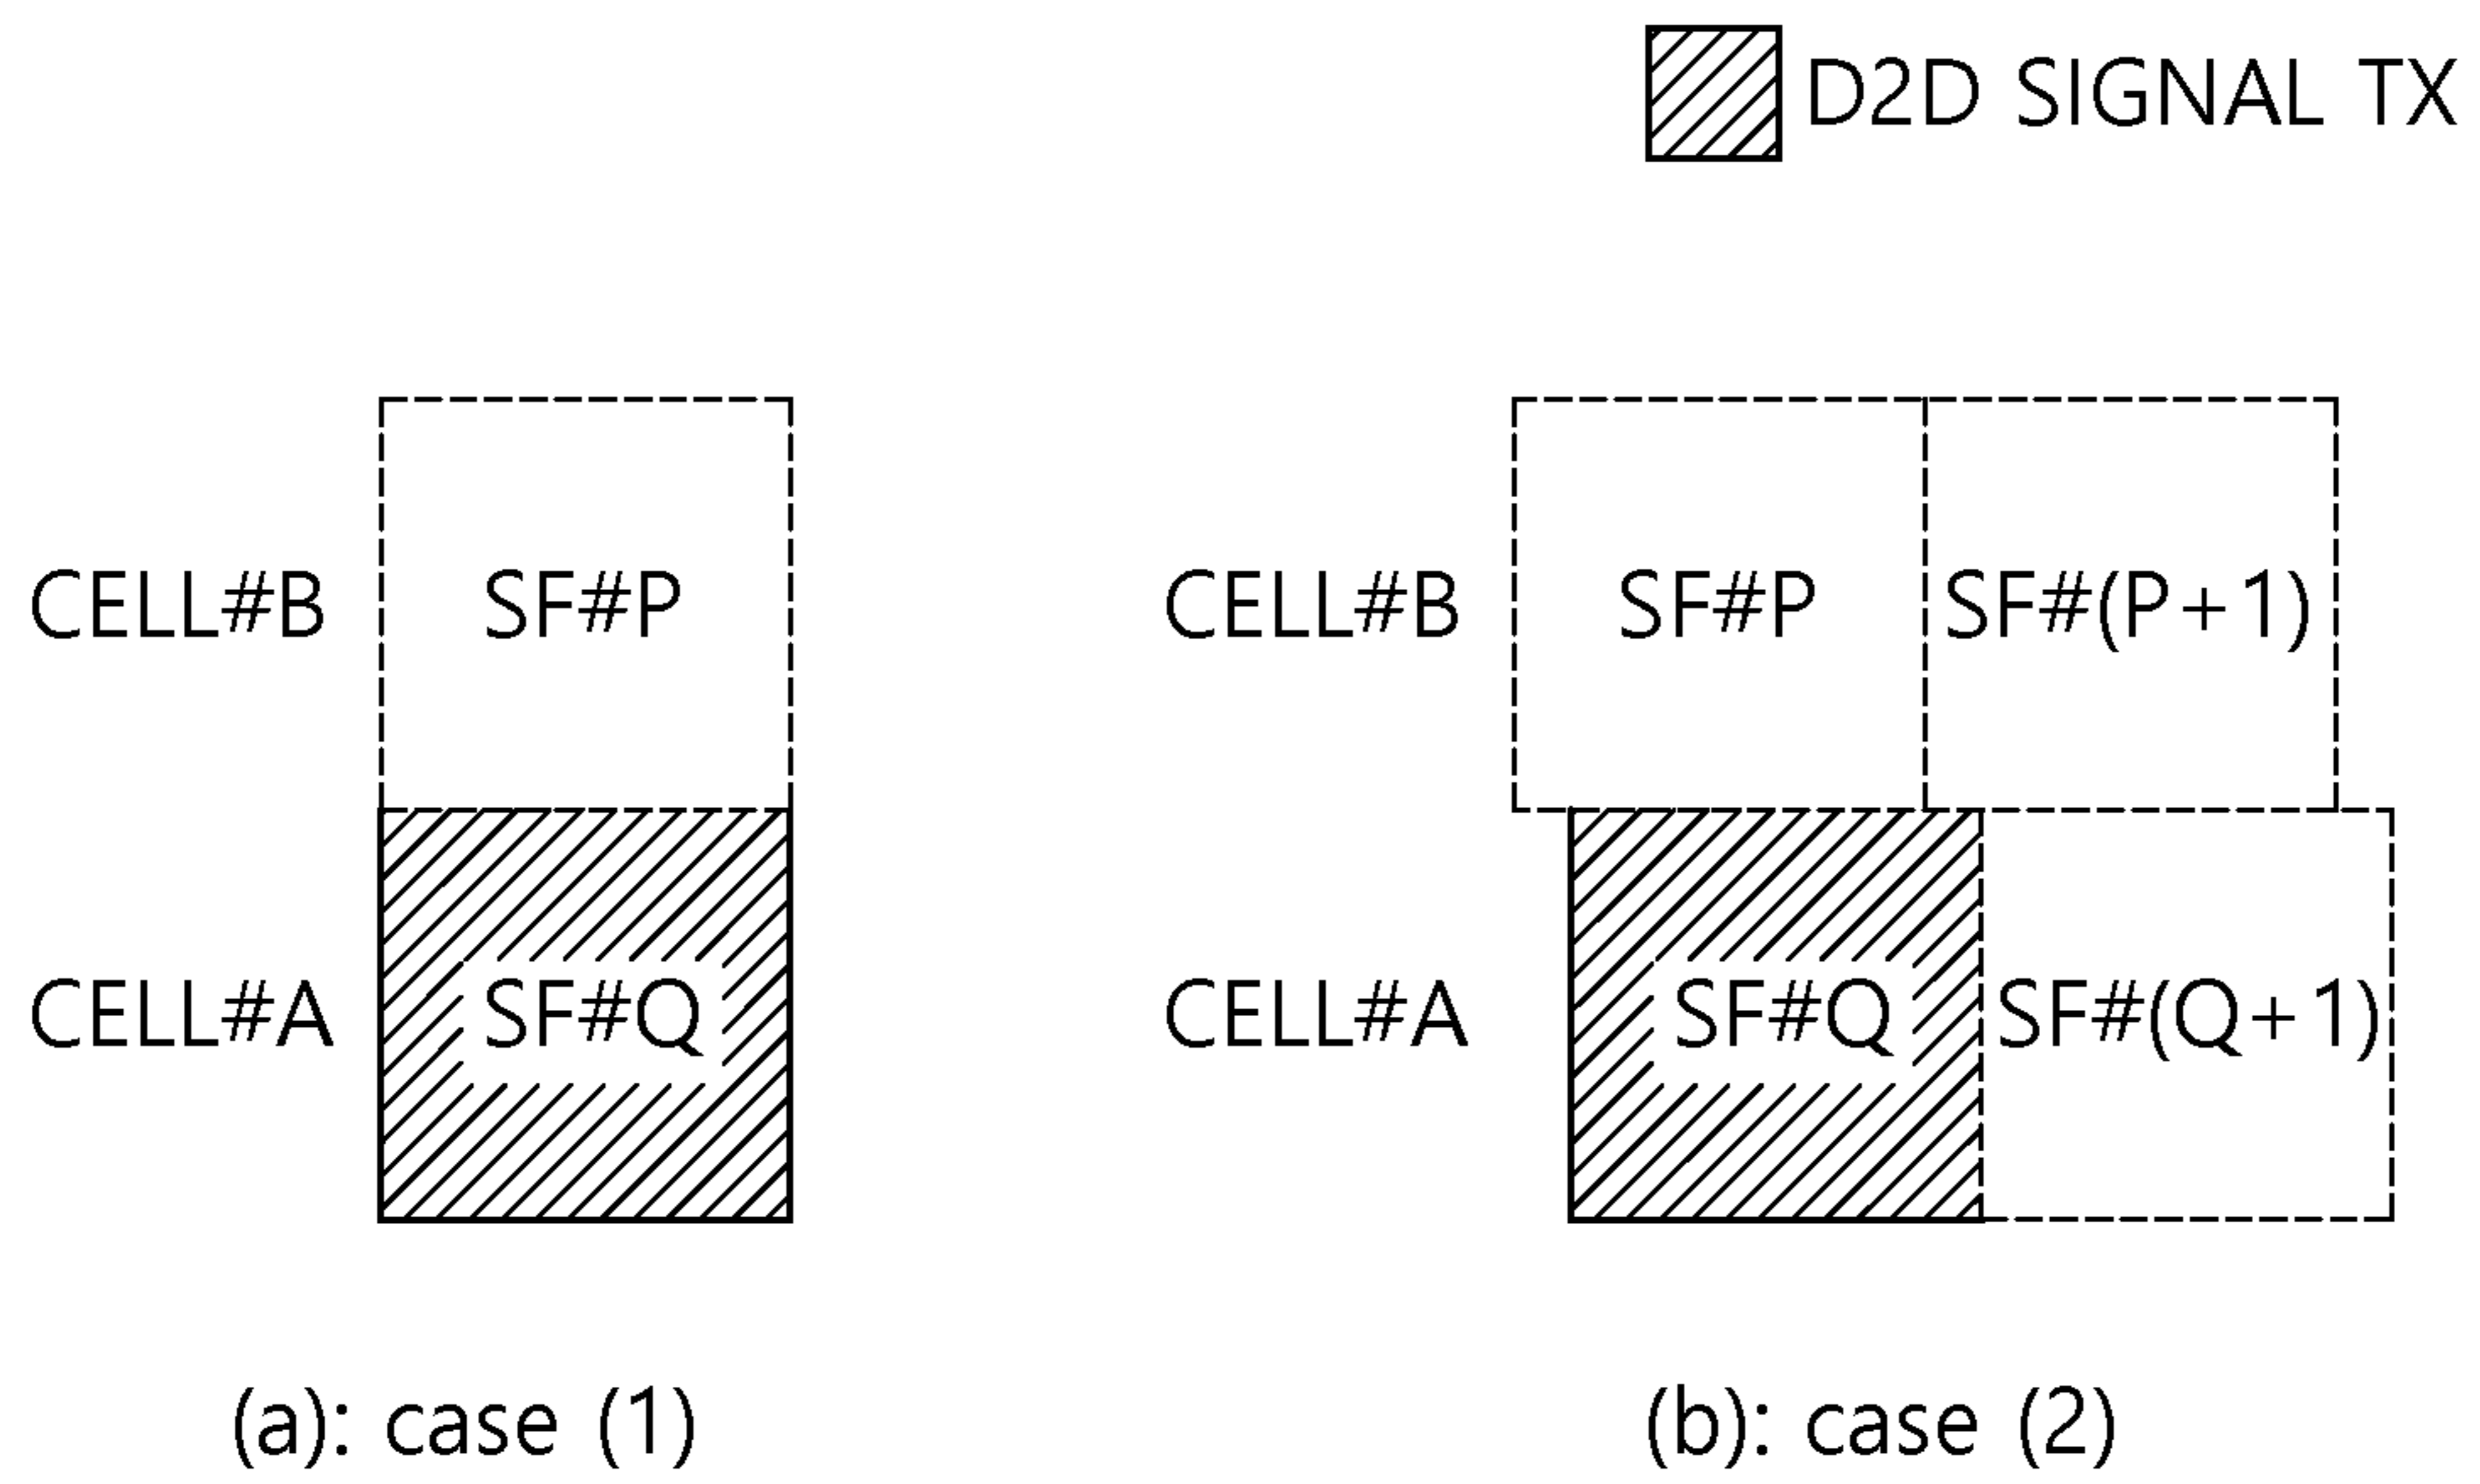 D2D SIGNAL TX
CELL#B SF#P
CELL#A SF#Q
(a): case (1)
CELL#B SF#P SF#(P+1)
CELL#A SF#Q SF#(Q+1)
(b): case (2)